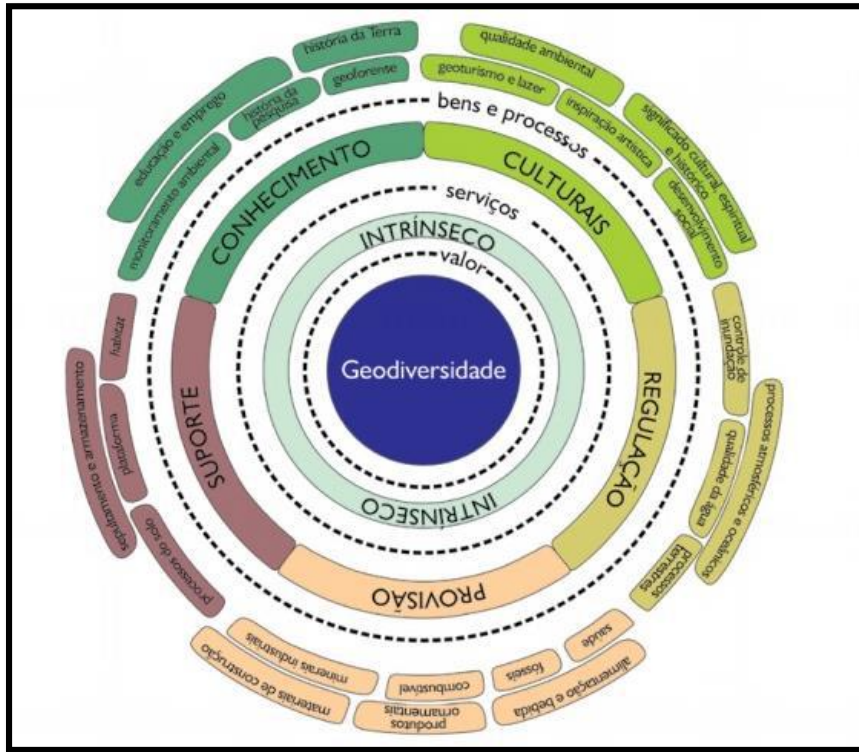 história da Terra
educação e emprego
história da
pesquisa
geoforense
monitoramento ambiental
qualidade ambiental
geoturismo e lazer
inspiração artística
significado cultural, espiritual
e histórico
desenvolvimento
social
bens e processos
CONHECIMENTO
CULTURAIS
serviços
INTRÍNSECO
valor
Geodiversidade
INTRÍNSECO
SUPORTE
REGULAÇÃO
PROVISÃO
habitat
plataforma
sepultamento e armazenamento
processos do solo
controle de
inundação
processos atmosféricos e oceânicos
qualidade da água
processos
terrestres
saúde
alimentação e bebida
fósseis
combustível
produtos
ornamentais
minerais industriais
materiais de construção